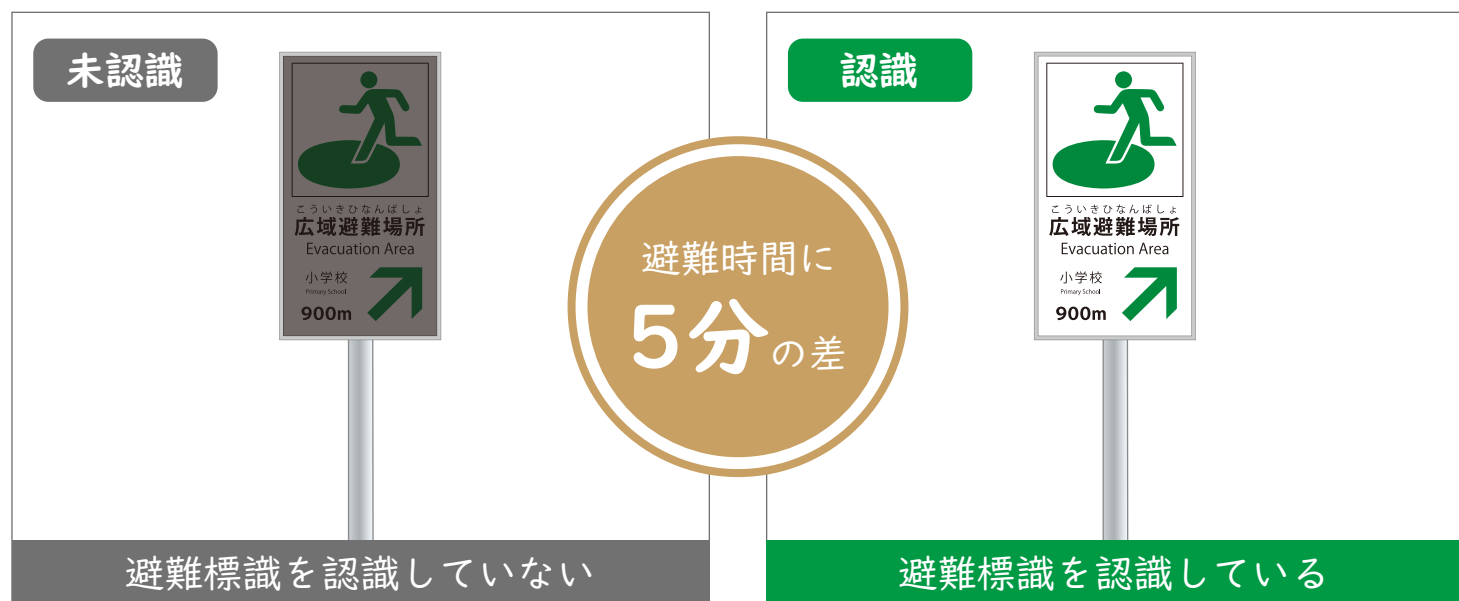 未認識
こういきひなんばしょ
広域避難場所
Evacuation Area
小学校
Primary School
900m
避難標識を認識していない
避難時間に
5分の差
認識
こういきひなんばしょ
広域避難場所
Evacuation Area
小学校
Primary School
900m
避難標識を認識している